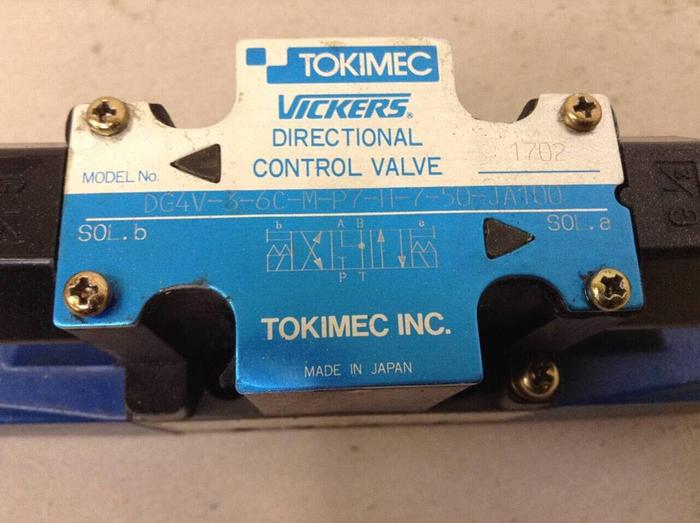 TOKIMEC
VICKERS®
DIRECTIONAL
CONTROL VALVE
1702
MODEL No.
DG4V-3-6C-M-P7-H-7-50-JA100
SOL.b
SOL.a
b A B a
P T
TOKIMEC INC.
MADE IN JAPAN